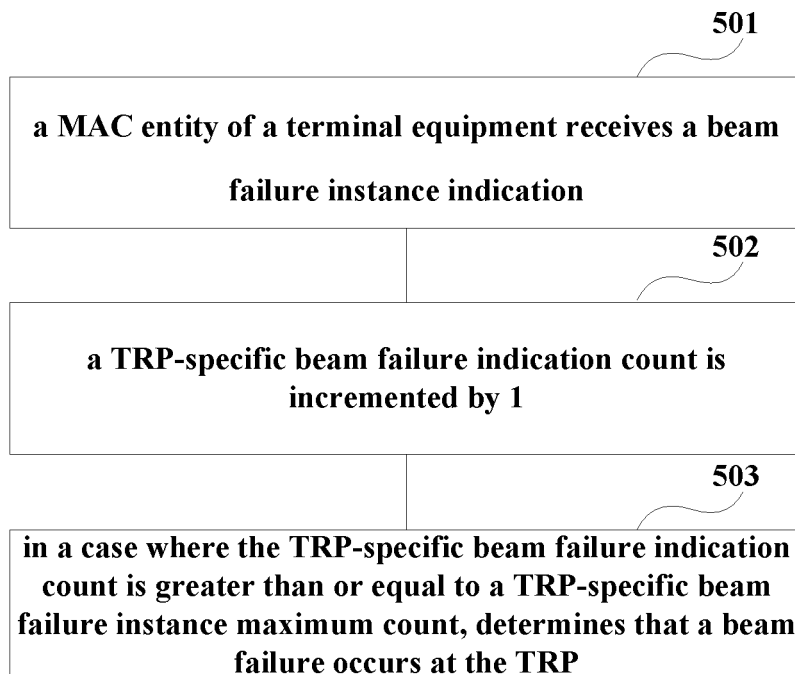 501
a MAC entity of a terminal equipment receives a beam
failure instance indication
502
a TRP-specific beam failure indication count is
incremented by 1
503
in a case where the TRP-specific beam failure indication
count is greater than or equal to a TRP-specific beam
failure instance maximum count, determines that a beam
failure occurs at the TRP